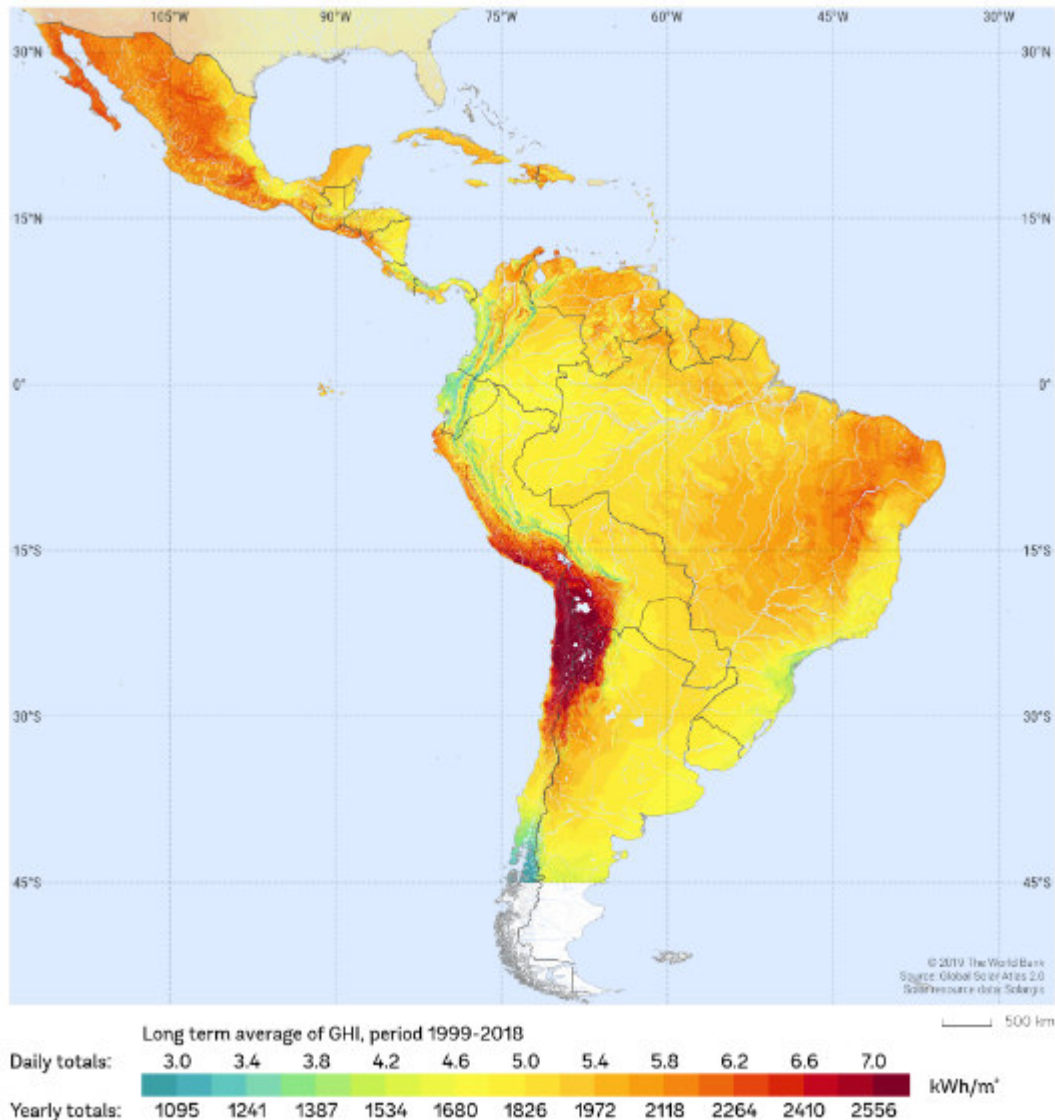 105°W 90°W 75°W 60°W 45°W 30°W
30°N 30°N
15°N 15°N
0° 0°
15°S 15°S
30°S 30°S
45°S 45°S
© 2019 The World Bank
Source: Global Solar Atlas 2.0
Solar resource data: Solargis
500 km
Long term average of GHI, period 1999-2018
Daily totals: 3.0 3.4 3.8 4.2 4.6 5.0 5.4 5.8 6.2 6.6 7.0
kWh/m²
Yearly totals: 1095 1241 1387 1534 1680 1826 1972 2118 2264 2410 2556